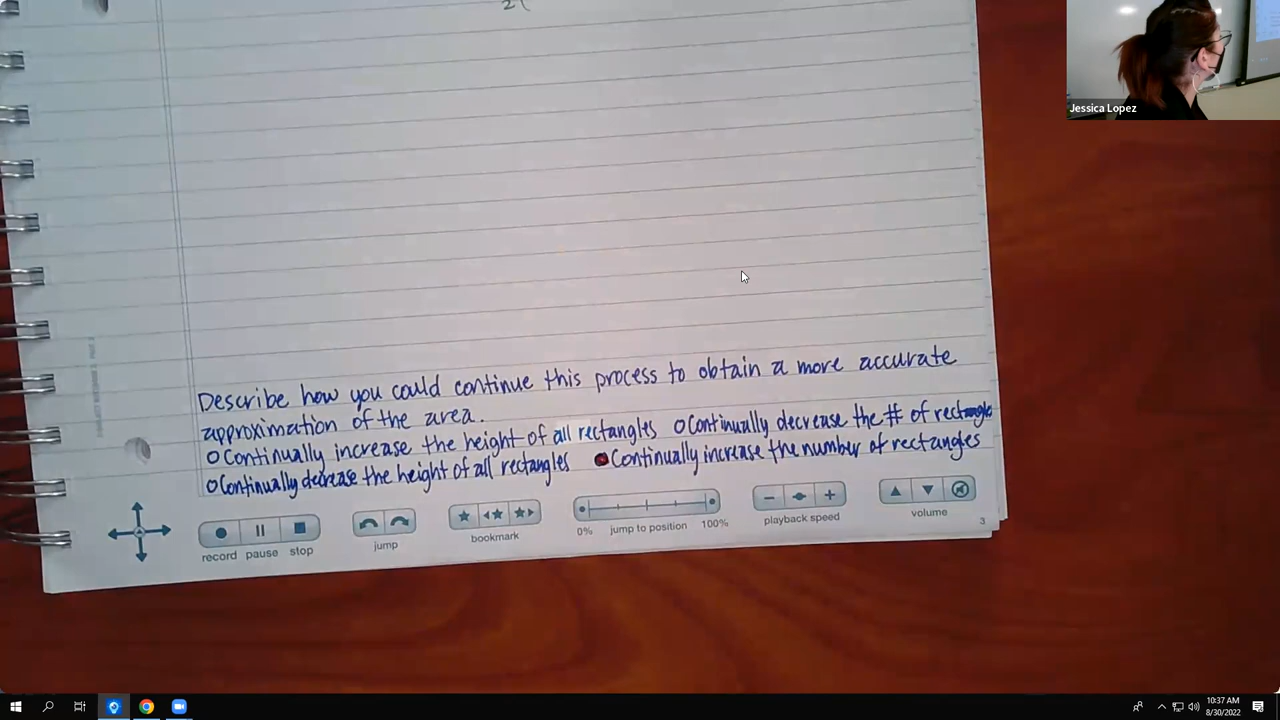 Jessica Lopez
Describe how you could continue this process to obtain a more accurate
approximation of the area.
O Continually increase the height of all rectangles O Continually decrease the # of rectangles
O Continually decrease the height of all rectangles ● Continually increase the number of rectangles
record pause stop
jump
bookmark
0% jump to position 100%
playback speed
volume
3
10:37 AM
8/30/2022